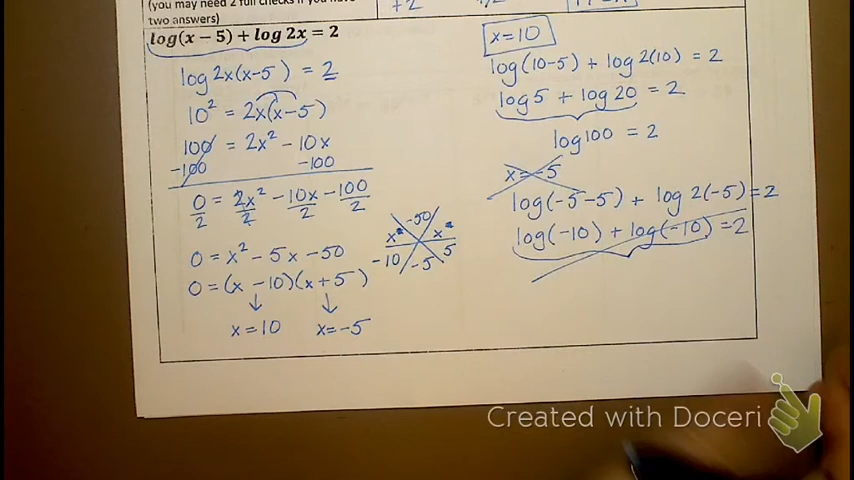 (you may need 2 full checks if you have
two answers)
+2
log(x − 5) + log 2x = 2
log 2x(x-5) = 2
10² = 2x(x-5)
100 = 2x² - 10x
-100 -100
0/2 = 2x²/2 - 10x/2 - 100/2
0 = x² - 5x - 50
0 = (x - 10)(x + 5)
x = 10 x = -5
-50
x² x²
-10 5
-5
x = 10
log(10-5) + log 2(10) = 2
log 5 + log 20 = 2
log 100 = 2
x = -5
log(-5-5) + log 2(-5) = 2
log(-10) + log(-10) = 2
Created with Doceri